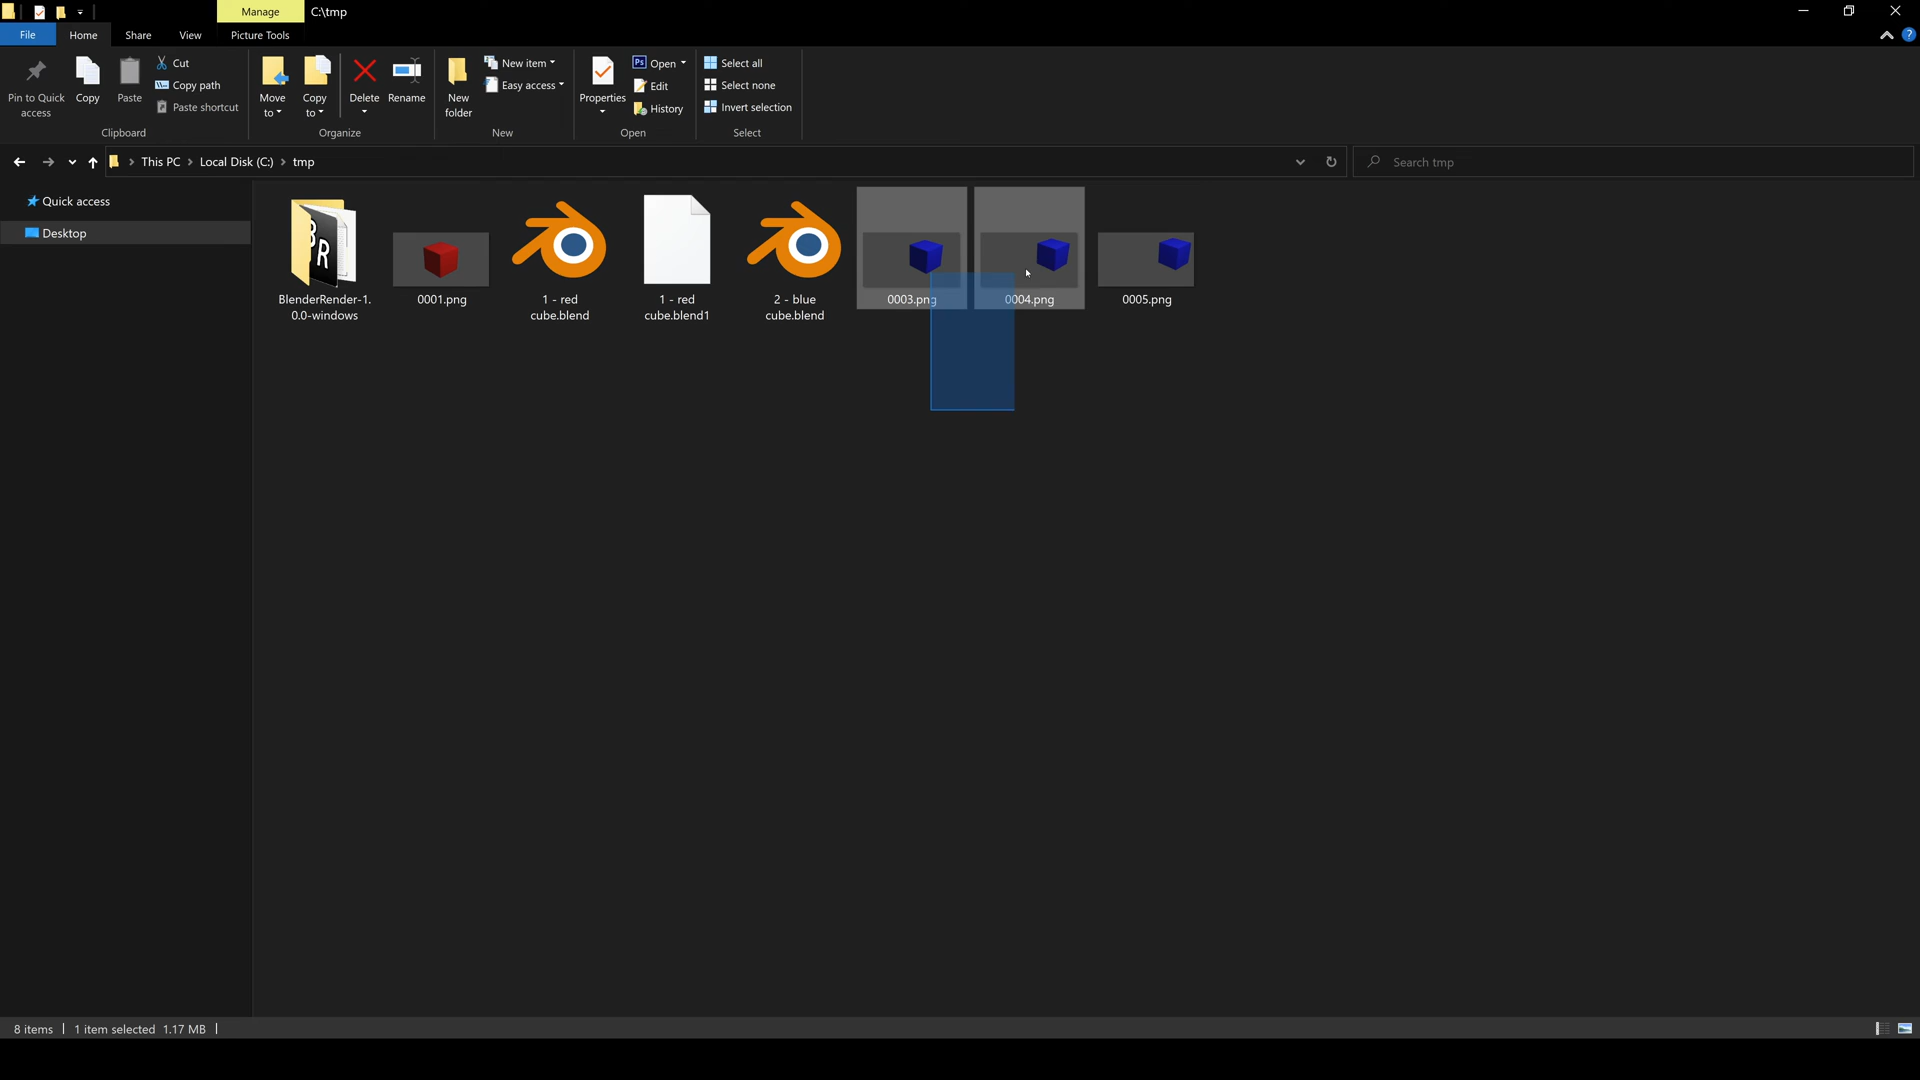 Manage
C:\tmp
File
Home
Share
View
Picture Tools
Pin to Quick
access
Copy
Paste
Cut
Copy path
Paste shortcut
Clipboard
Move
to
Copy
to
Delete
Rename
Organize
New
folder
New item
Easy access
New
Properties
Ps
Open
Edit
History
Open
Select all
Select none
Invert selection
Select
This PC
Local Disk (C:)
tmp
Search tmp
Quick access
Desktop
BR
BlenderRender-1.
0.0-windows
0001.png
1 - red
cube.blend
1 - red
cube.blend1
2 - blue
cube.blend
0003.png
0004.png
0005.png
8 items
1 item selected 1.17 MB